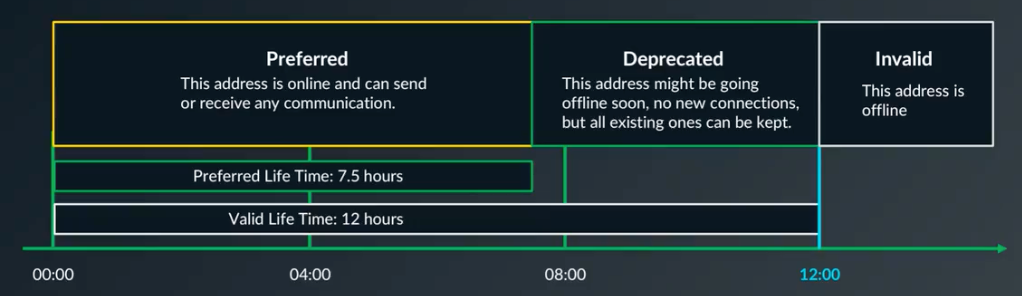 Preferred
This address is online and can send
or receive any communication.
Deprecated
This address might be going
offline soon, no new connections,
but all existing ones can be kept.
Invalid
This address is
offline
Preferred Life Time: 7.5 hours
Valid Life Time: 12 hours
00:00
04:00
08:00
12:00